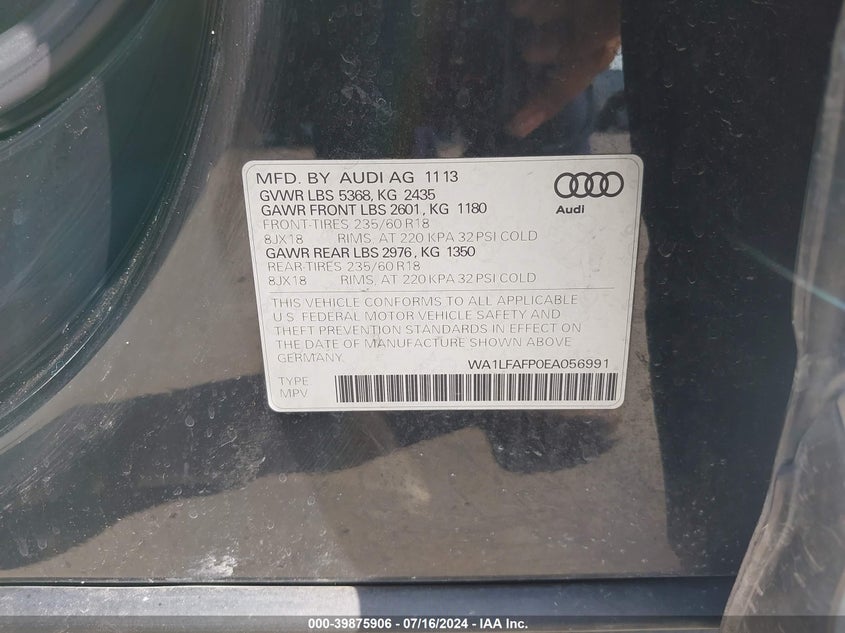 MFD. BY AUDI AG 11 13
GVWR LBS 5368, KG 2435
GAWR FRONT LBS 2601, KG 1180
FRONT-TIRES 235/60 R18
8JX18 RIMS, AT 220 KPA 32 PSI COLD
GAWR REAR LBS 2976, KG 1350
REAR-TIRES 235/60 R18
8JX18 RIMS, AT 220 KPA 32 PSI COLD
Audi
THIS VEHICLE CONFORMS TO ALL APPLICABLE
U.S. FEDERAL MOTOR VEHICLE SAFETY AND
THEFT PREVENTION STANDARDS IN EFFECT ON
THE DATE OF MANUFACTURE SHOWN ABOVE
GERMANY
WA1LFAFP0EA056991
TYPE
MPV
000-39875906 - 07/16/2024 - IAA Inc.